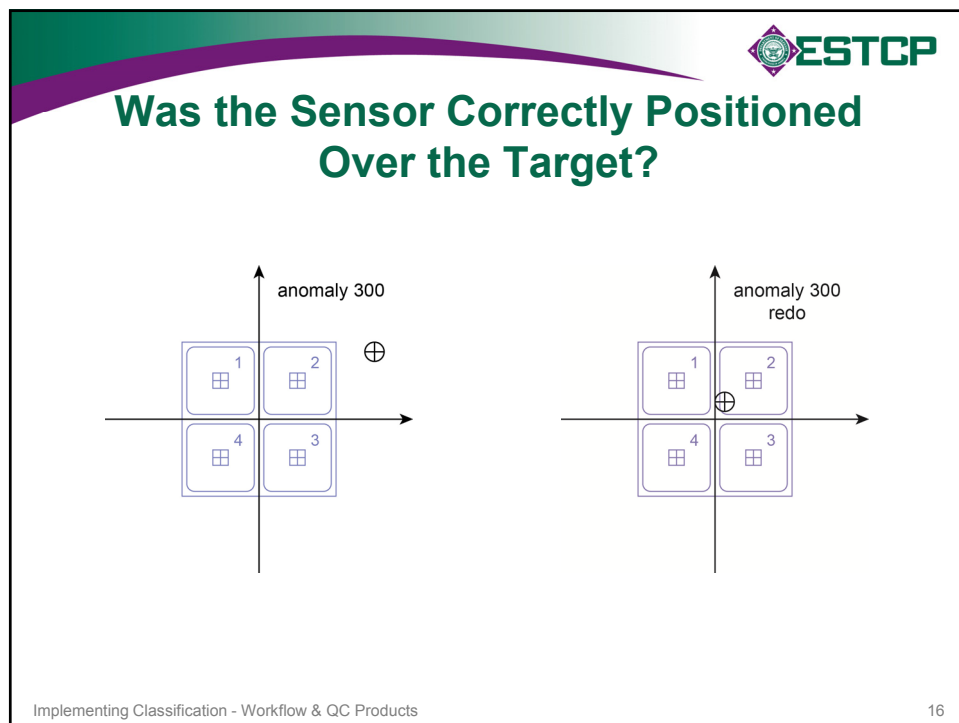 ESTCP
Was the Sensor Correctly Positioned
Over the Target?
anomaly 300
1
2
4
3
anomaly 300
redo
1
2
4
3
Implementing Classification - Workflow & QC Products
16